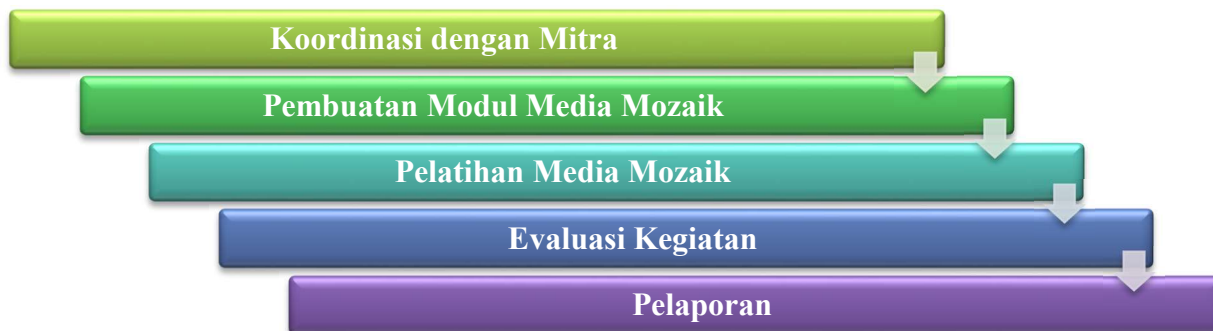 Koordinasi dengan Mitra
Pembuatan Modul Media Mozaik
Pelatihan Media Mozaik
Evaluasi Kegiatan
Pelaporan